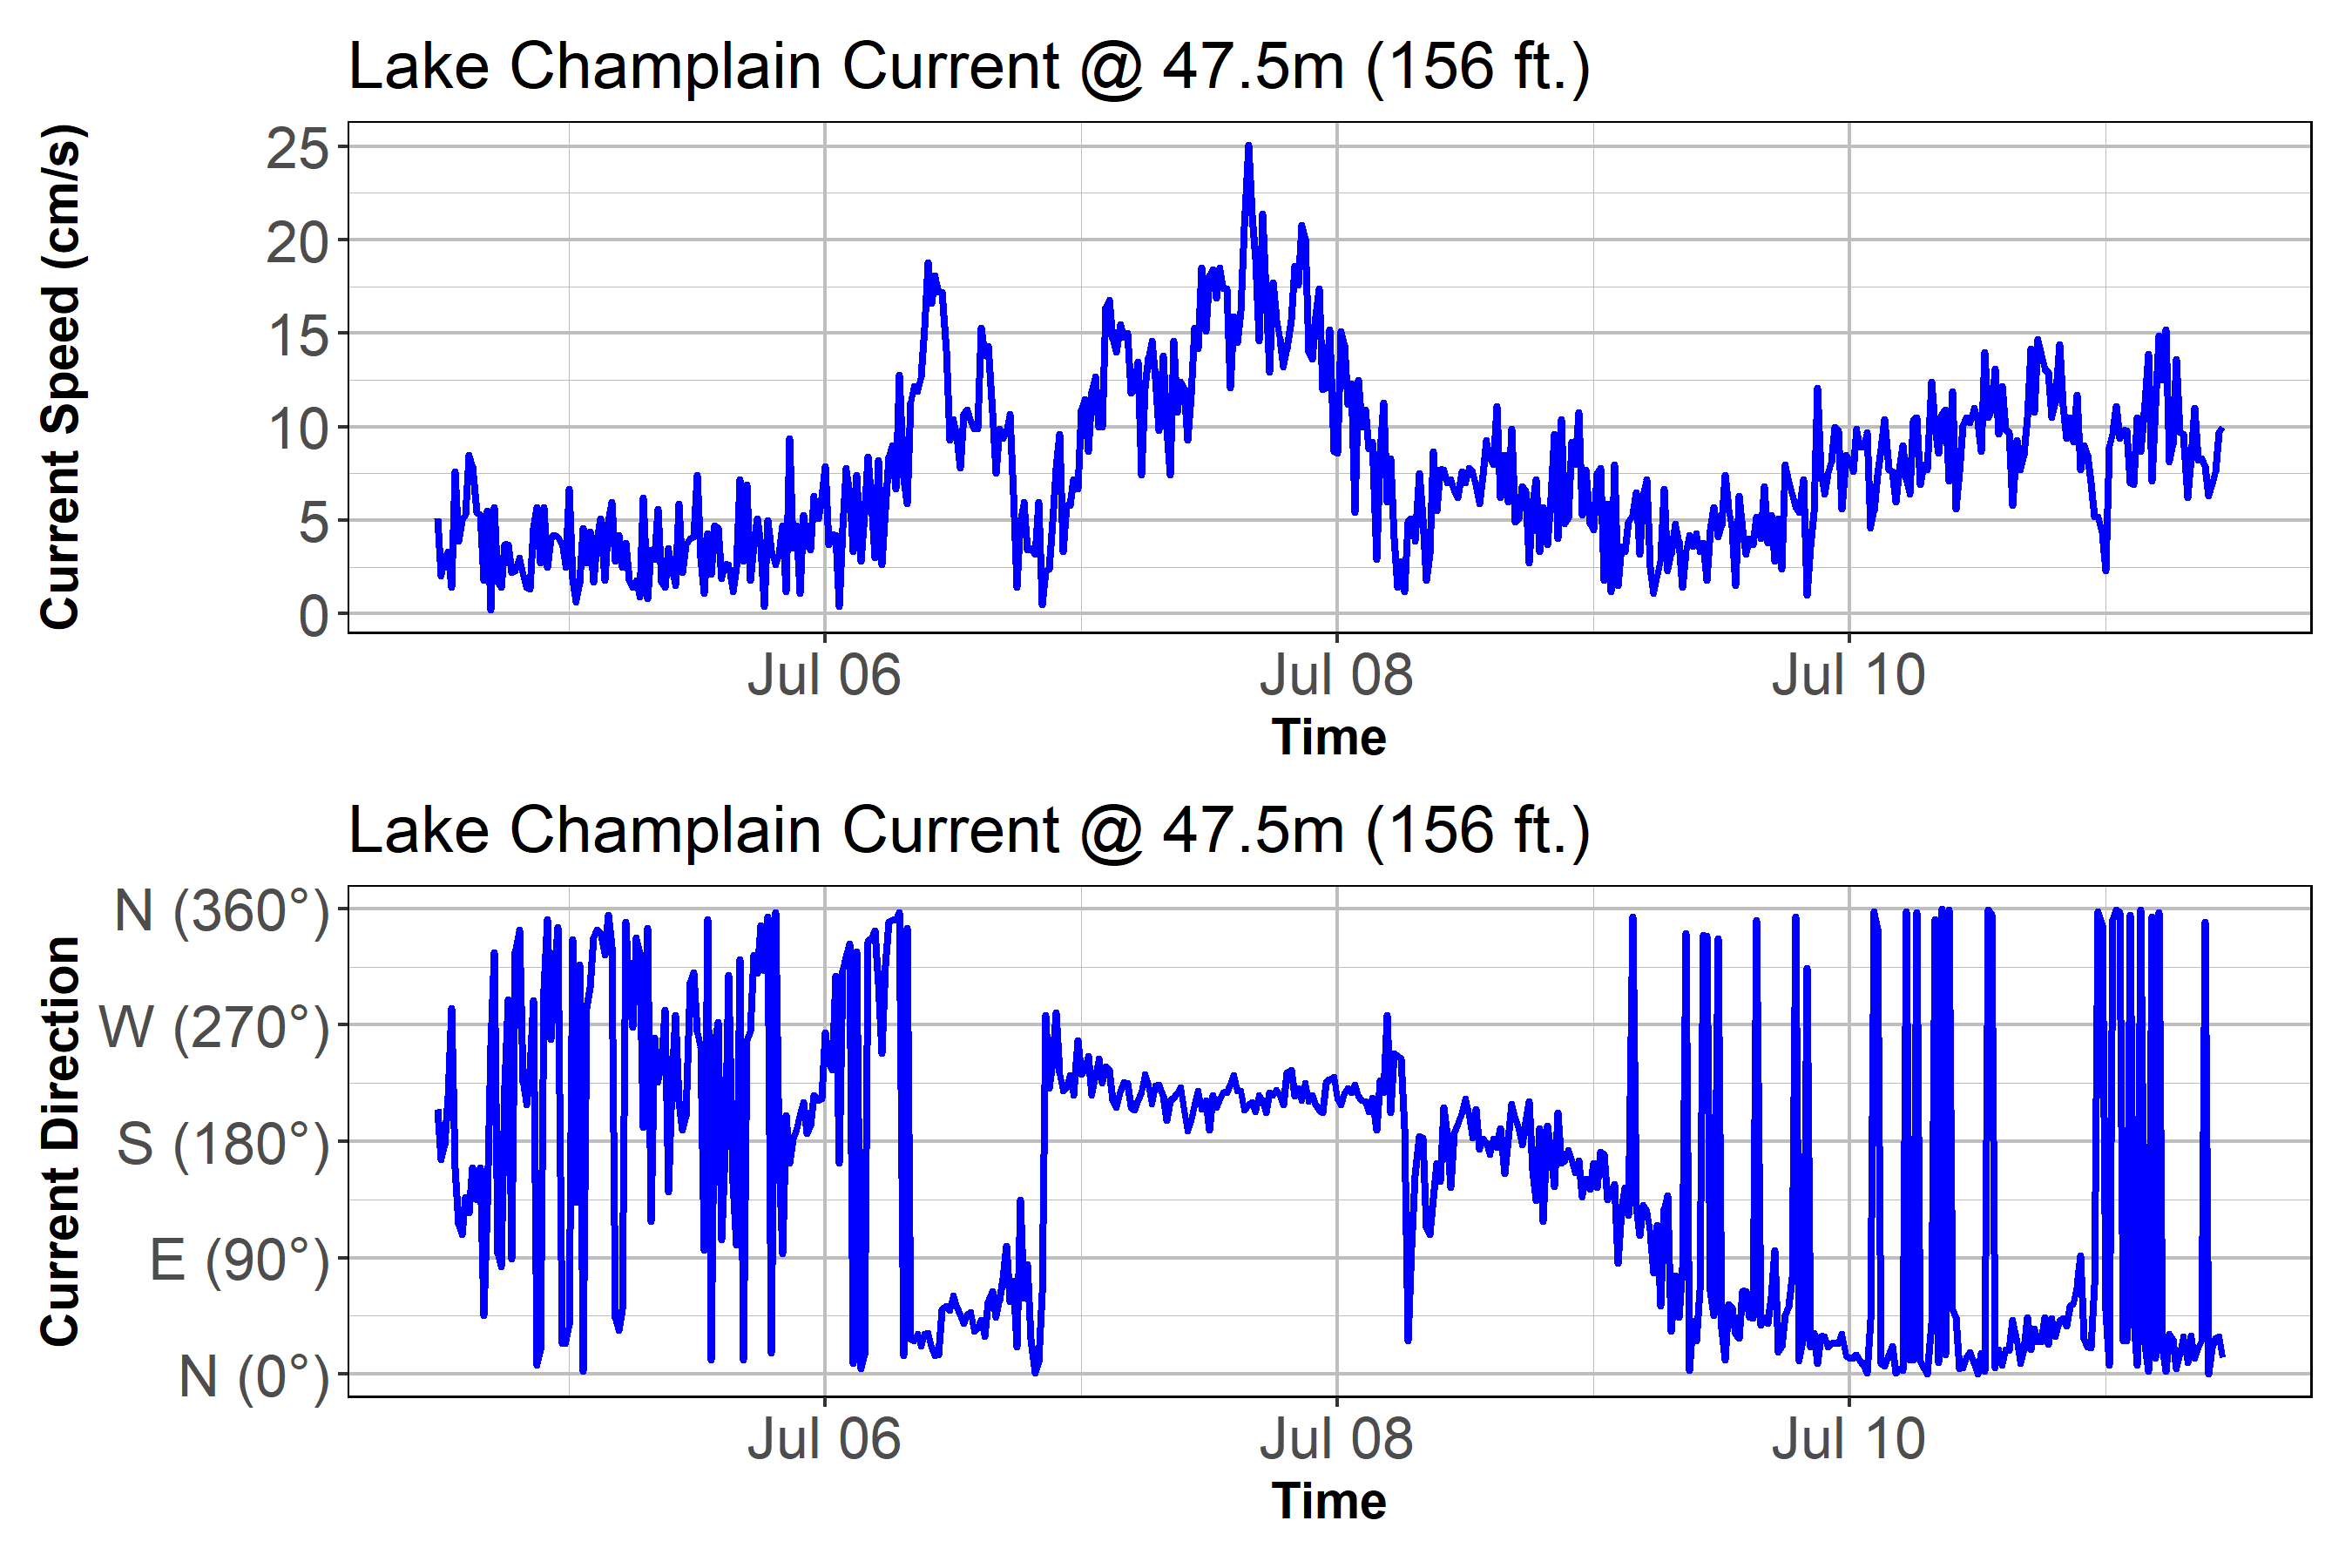 Lake Champlain Current @ 47.5m (156 ft.)
Current Speed (cm/s)
25
20
15
10
5
0
Jul 06 Jul 08 Jul 10
Time
Lake Champlain Current @ 47.5m (156 ft.)
Current Direction
N (360°)
W (270°)
S (180°)
E (90°)
N (0°)
Jul 06 Jul 08 Jul 10
Time